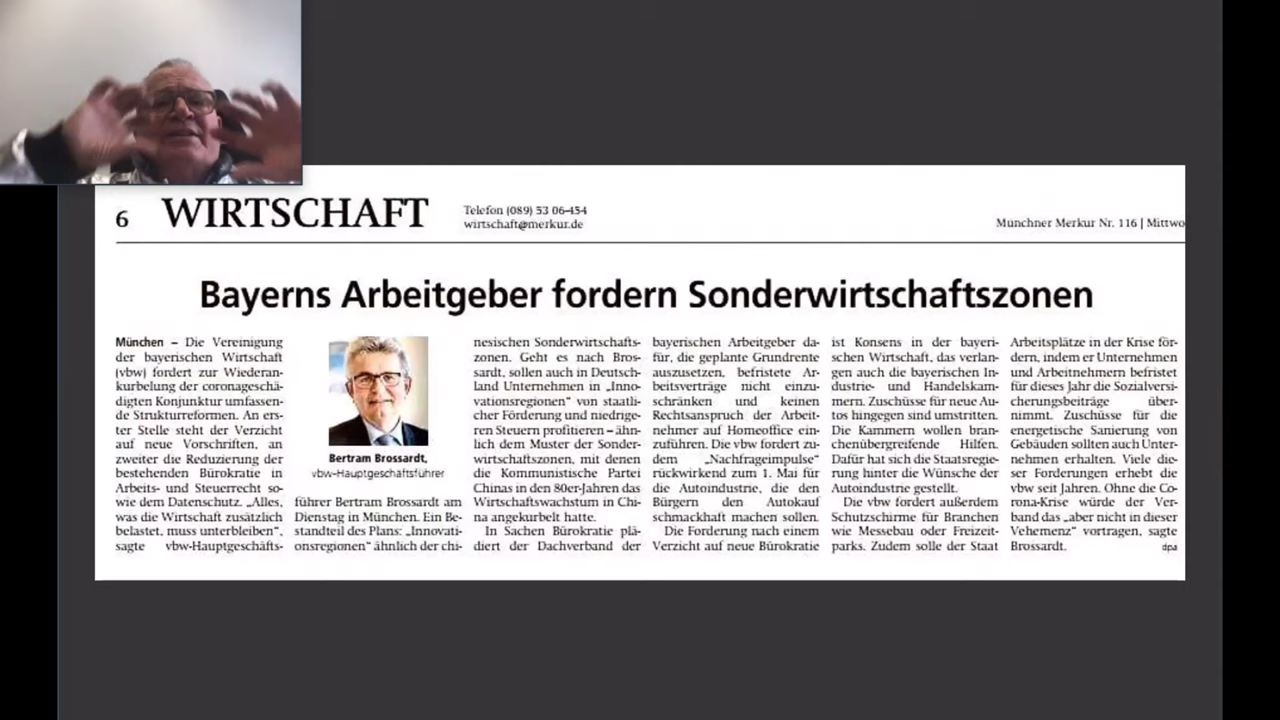 6 WIRTSCHAFT
Telefon (089) 53 06-454
wirtschaft@merkur.de
Münchner Merkur Nr. 116 | Mittwo
Bayerns Arbeitgeber fordern Sonderwirtschaftszonen
München – Die Vereinigung
der bayerischen Wirtschaft
(vbw) fordert zur Wiederan-
kurbelung der coronageschä-
digten Konjunktur umfassen-
de Strukturreformen. An ers-
ter Stelle steht der Verzicht
auf neue Vorschriften, an
zweiter die Reduzierung der
bestehenden Bürokratie in
Arbeits- und Steuerrecht so-
wie dem Datenschutz. „Alles,
was die Wirtschaft zusätzlich
belastet, muss unterbleiben“,
sagte vbw-Hauptgeschäfts-
Bertram Brossardt,
vbw-Hauptgeschäftsführer
führer Bertram Brossardt am
Dienstag in München. Ein Be-
standteil des Plans: „Innovati-
onsregionen“ ähnlich der chi-
nesischen Sonderwirtschafts-
zonen. Geht es nach Bros-
sardt, sollen auch in Deutsch-
land Unternehmen in „Inno-
vationsregionen“ von staatli-
cher Förderung und niedrige-
ren Steuern profitieren – ähn-
lich dem Muster der Sonder-
wirtschaftszonen, mit denen
die Kommunistische Partei
Chinas in den 80er-Jahren das
Wirtschaftswachstum in Chi-
na angekurbelt hatte.
In Sachen Bürokratie plä-
diert der Dachverband der
bayerischen Arbeitgeber da-
für, die geplante Grundrente
auszusetzen, befristete Ar-
beitsverträge nicht einzu-
schränken und keinen
Rechtsanspruch der Arbeit-
nehmer auf Homeoffice ein-
zuführen. Die vbw fordert zu-
dem „Nachfrageimpulse“
rückwirkend zum 1. Mai für
die Autoindustrie, die den
Bürgern den Autokauf
schmackhaft machen sollen.
Die Forderung nach einem
Verzicht auf neue Bürokratie
ist Konsens in der bayeri-
schen Wirtschaft, das verlan-
gen auch die bayerischen In-
dustrie- und Handelskam-
mern. Zuschüsse für neue Au-
tos hingegen sind umstritten.
Die Kammern wollen bran-
chenübergreifende Hilfen.
Dafür hat sich die Staatsregie-
rung hinter die Wünsche der
Autoindustrie gestellt.
Die vbw fordert außerdem
Schutzschirme für Branchen
wie Messebau oder Freizeit-
parks. Zudem solle der Staat
Arbeitsplätze in der Krise för-
dern, indem er Unternehmen
und Arbeitnehmern befristet
für dieses Jahr die Sozialversi-
cherungsbeiträge über-
nimmt. Zuschüsse für die
energetische Sanierung von
Gebäuden sollten auch Unter-
nehmen erhalten. Viele die-
ser Forderungen erhebt die
vbw seit Jahren. Ohne die Co-
rona-Krise würde der Ver-
band das „aber nicht in dieser
Vehemenz“ vortragen, sagte
Brossardt. dpa